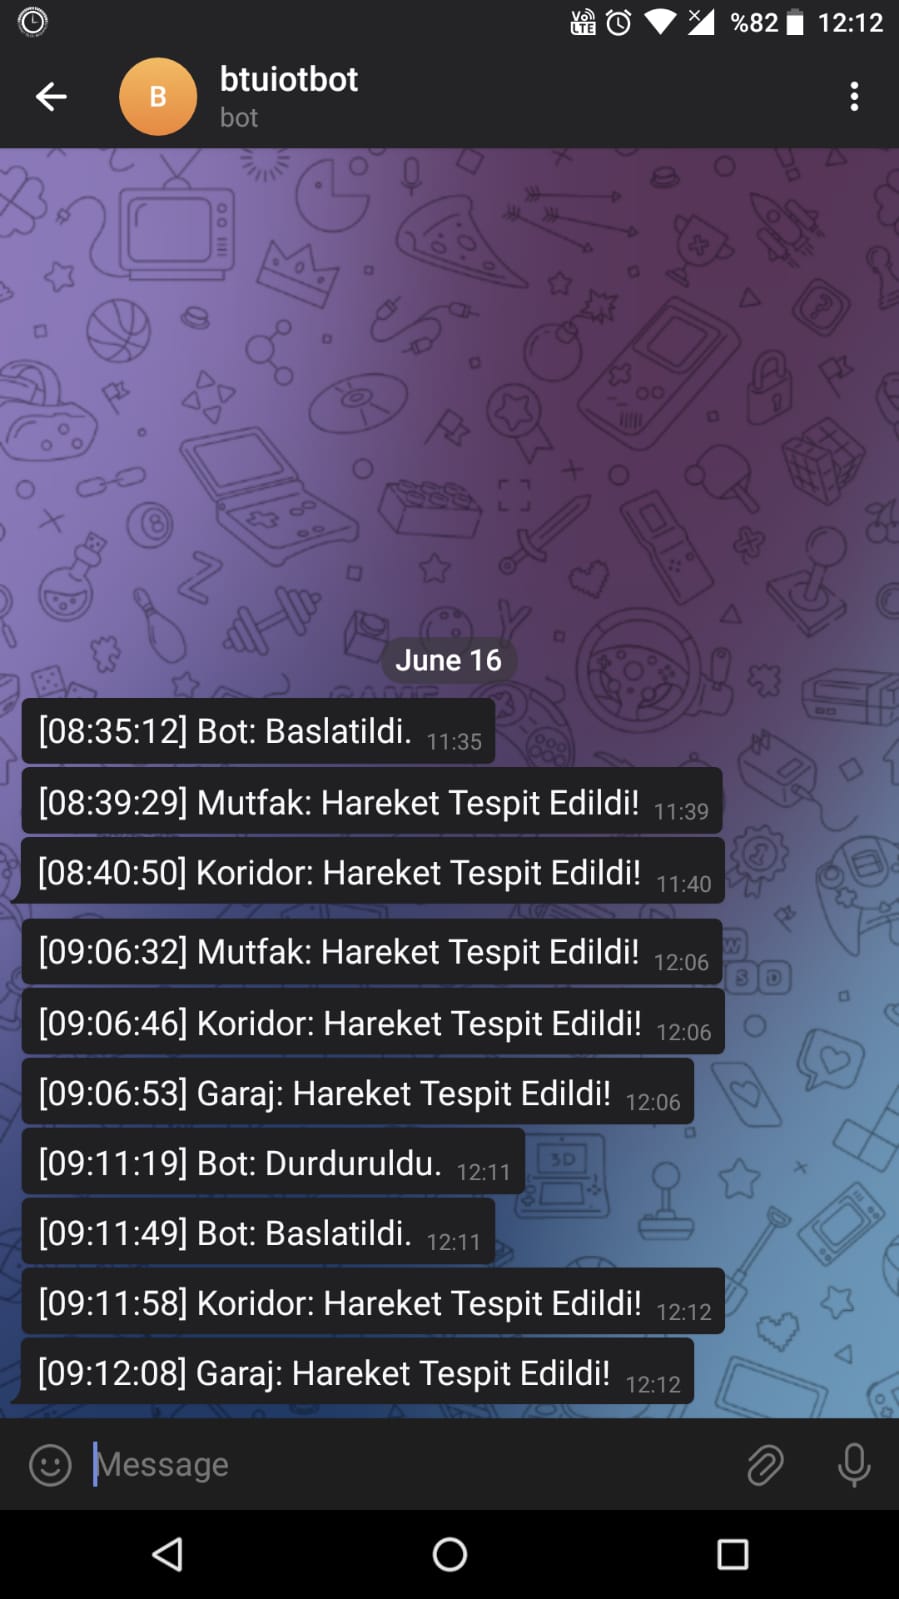 VO LTE %82 12:12
B btuiotbot
bot
June 16
[08:35:12] Bot: Baslatildi. 11:35
[08:39:29] Mutfak: Hareket Tespit Edildi! 11:39
[08:40:50] Koridor: Hareket Tespit Edildi! 11:40
[09:06:32] Mutfak: Hareket Tespit Edildi! 12:06
[09:06:46] Koridor: Hareket Tespit Edildi! 12:06
[09:06:53] Garaj: Hareket Tespit Edildi! 12:06
[09:11:19] Bot: Durduruldu. 12:11
[09:11:49] Bot: Baslatildi. 12:11
[09:11:58] Koridor: Hareket Tespit Edildi! 12:12
[09:12:08] Garaj: Hareket Tespit Edildi! 12:12
Message